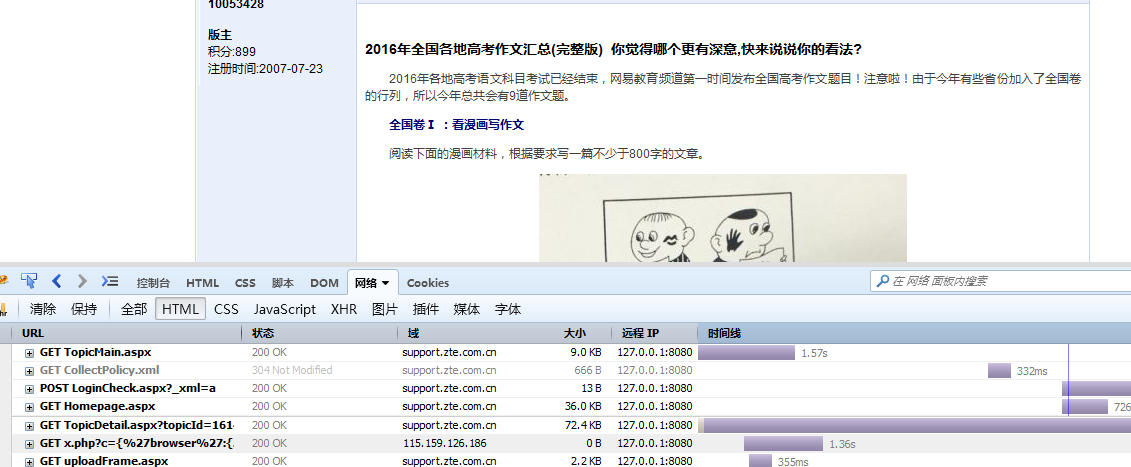 10053428
版主
积分:899
注册时间:2007-07-23
2016年全国各地高考作文汇总(完整版) 你觉得哪个更有深意,快来说说你的看法?
2016年各地高考语文科目考试已经结束，网易教育频道第一时间发布全国高考作文题目！注意啦！由于今年有些省份加入了全国卷
的行列，所以今年总共会有9道作文题。
全国卷Ⅰ ：看漫画写作文
阅读下面的漫画材料，根据要求写一篇不少于800字的文章。
控制台 HTML CSS 脚本 DOM 网络 Cookies 在 网络 面板内搜索
清除 保持 全部 HTML CSS JavaScript XHR 图片 插件 媒体 字体
URL 状态 域 大小 远程 IP 时间线
GET TopicMain.aspx 200 OK support.zte.com.cn 9.0 KB 127.0.0.1:8080 1.57s
GET CollectPolicy.xml 304 Not Modified support.zte.com.cn 666 B 127.0.0.1:8080 332ms
POST LoginCheck.aspx?_xml=a 200 OK support.zte.com.cn 13 B 127.0.0.1:8080
GET Homepage.aspx 200 OK support.zte.com.cn 36.0 KB 127.0.0.1:8080 726
GET TopicDetail.aspx?topicId=161 200 OK support.zte.com.cn 72.4 KB 127.0.0.1:8080
GET x.php?c={%27browser%27:{ 200 OK 115.159.126.186 0 B 127.0.0.1:8080 1.36s
GET uploadFrame.aspx 200 OK support.zte.com.cn 2.2 KB 127.0.0.1:8080 355ms